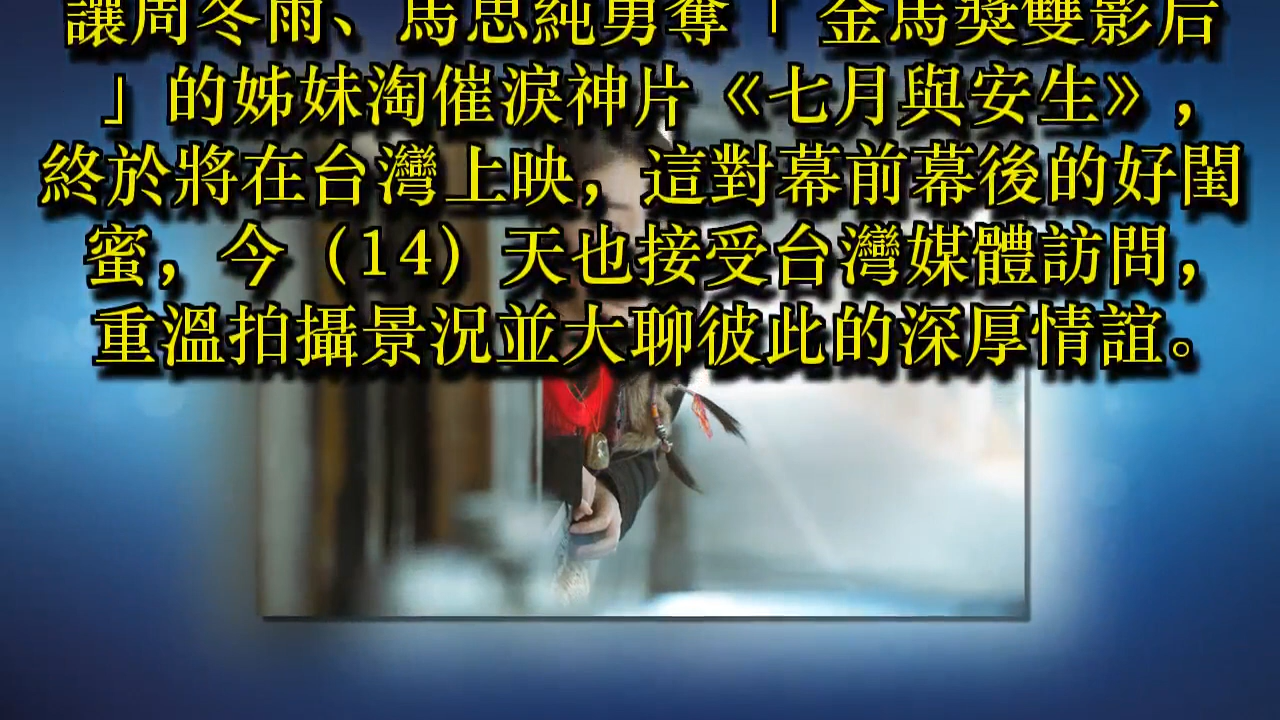 讓周冬雨、馬思純勇奪「 金馬獎雙影后
」的姊妹淘催淚神片《七月與安生》，
終於將在台灣上映，這對幕前幕後的好閨
蜜，今（14）天也接受台灣媒體訪問，
重溫拍攝景況並大聊彼此的深厚情誼。